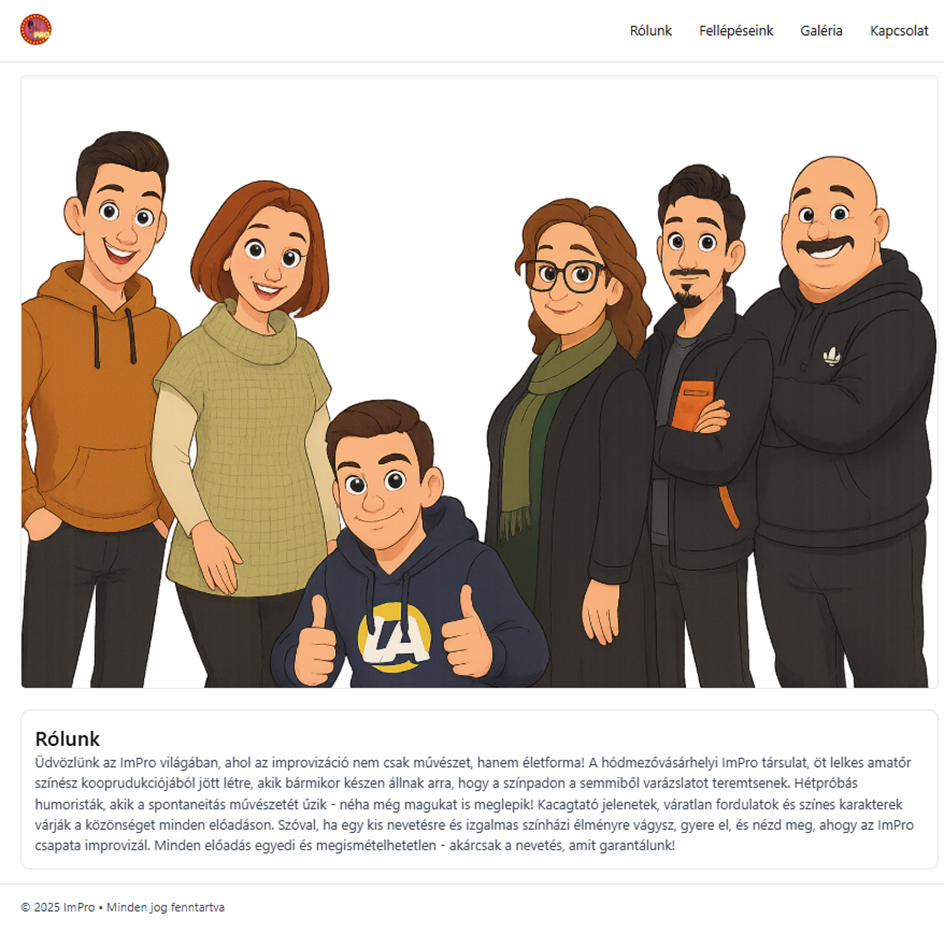 PRO
Rólunk Fellépéseink Galéria Kapcsolat
LA
Rólunk
Üdvözlünk az ImPro világában, ahol az improvizáció nem csak művészet, hanem életforma! A hódmezővásárhelyi ImPro társulat, öt lelkes amatőr
színész kooprudukciójából jött létre, akik bármikor készen állnak arra, hogy a színpadon a semmiből varázslatot teremtsenek. Hétpróbás
humoristák, akik a spontaneitás művészetét űzik - néha még magukat is meglepik! Kacagtató jelenetek, váratlan fordulatok és színes karakterek
várják a közönséget minden előadáson. Szóval, ha egy kis nevetésre és izgalmas színházi élményre vágysz, gyere el, és nézd meg, ahogy az ImPro
csapata improvizál. Minden előadás egyedi és megismételhetetlen - akárcsak a nevetés, amit garantálunk!
© 2025 ImPro • Minden jog fenntartva